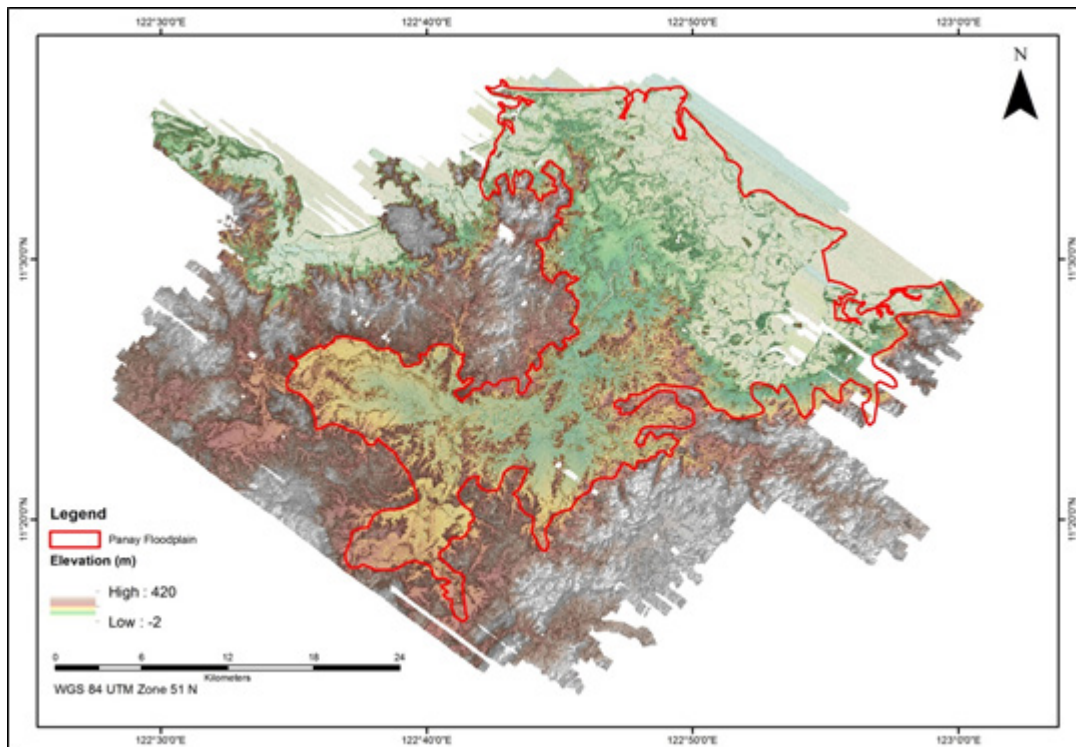 122°30'0"E 122°40'0"E 122°50'0"E 123°0'0"E
N
11°30'0"N 11°30'0"N
11°20'0"N 11°20'0"N
Legend
Panay Floodplain
Elevation (m)
High : 420
Low : -2
0 6 12 18 24
Kilometers
WGS 84 UTM Zone 51 N
122°30'0"E 122°40'0"E 122°50'0"E 123°0'0"E